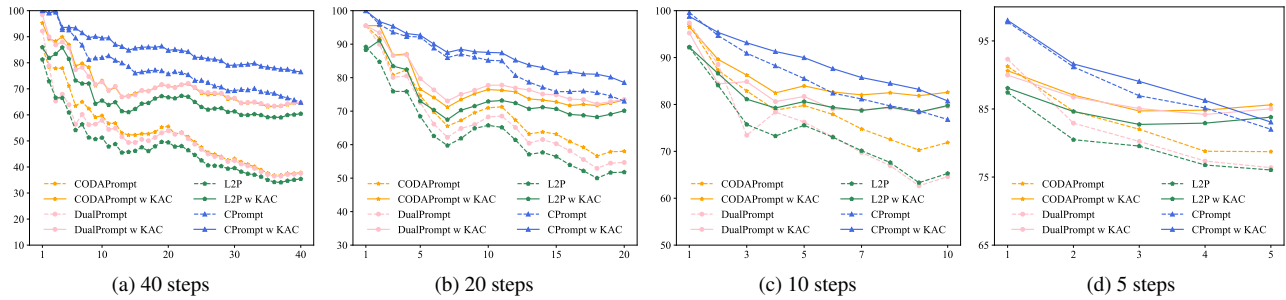 100
90
80
70
60
50
40
30
20
10
1
10
20
30
40
CODAPrompt
CODAPrompt w KAC
DualPrompt
DualPrompt w KAC
L2P
L2P w KAC
CPrompt
CPrompt w KAC
(a) 40 steps
100
90
80
70
60
50
40
30
1
5
10
15
20
CODAPrompt
CODAPrompt w KAC
DualPrompt
DualPrompt w KAC
L2P
L2P w KAC
CPrompt
CPrompt w KAC
(b) 20 steps
100
90
80
70
60
50
1
3
5
7
10
CODAPrompt
CODAPrompt w KAC
DualPrompt
DualPrompt w KAC
L2P
L2P w KAC
CPrompt
CPrompt w KAC
(c) 10 steps
95
85
75
65
1
2
3
4
5
CODAPrompt
CODAPrompt w KAC
DualPrompt
DualPrompt w KAC
L2P
L2P w KAC
CPrompt
CPrompt w KAC
(d) 5 steps